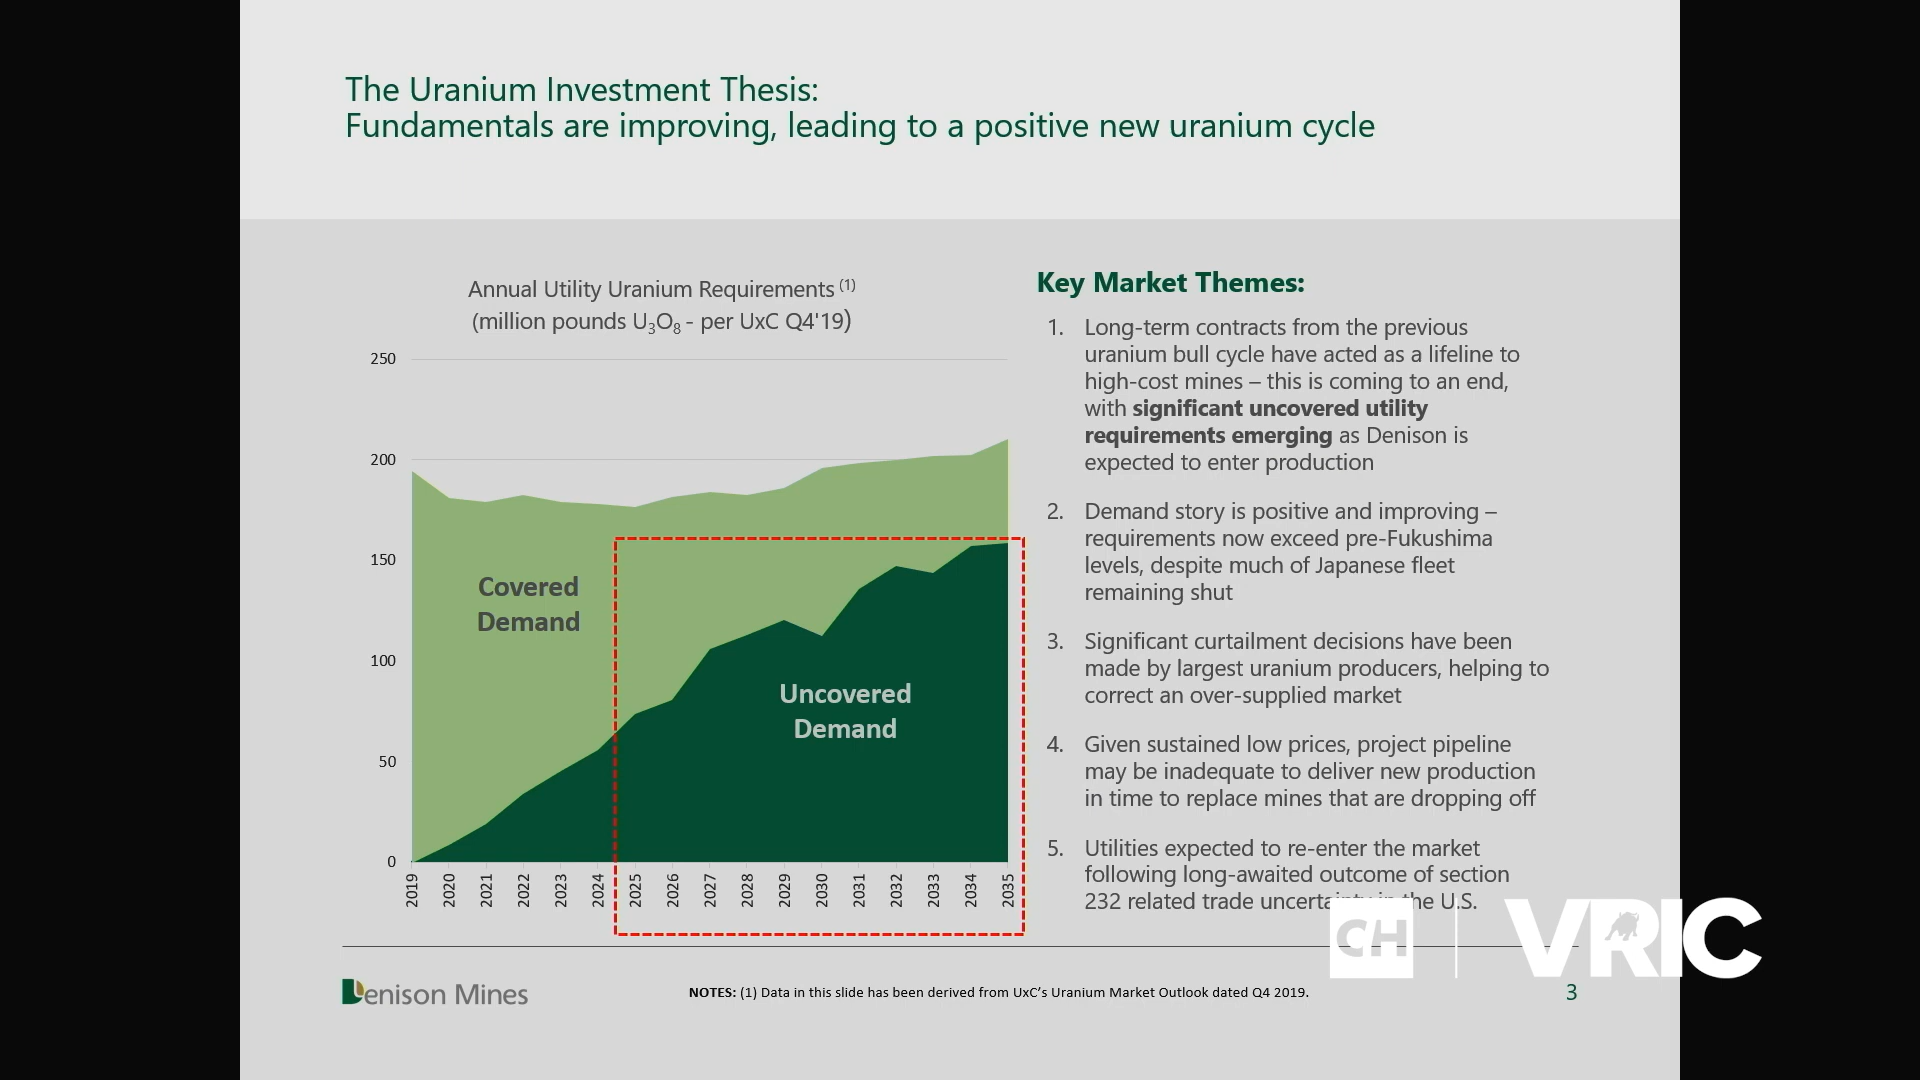 The Uranium Investment Thesis:
Fundamentals are improving, leading to a positive new uranium cycle
Annual Utility Uranium Requirements (1)
(million pounds U3O8 - per UxC Q4'19)
250
200
150
100
50
0
Covered
Demand
Uncovered
Demand
2019
2020
2021
2022
2023
2024
2025
2026
2027
2028
2029
2030
2031
2032
2033
2034
2035
Key Market Themes:
1. Long-term contracts from the previous
uranium bull cycle have acted as a lifeline to
high-cost mines – this is coming to an end,
with significant uncovered utility
requirements emerging as Denison is
expected to enter production
2. Demand story is positive and improving –
requirements now exceed pre-Fukushima
levels, despite much of Japanese fleet
remaining shut
3. Significant curtailment decisions have been
made by largest uranium producers, helping to
correct an over-supplied market
4. Given sustained low prices, project pipeline
may be inadequate to deliver new production
in time to replace mines that are dropping off
5. Utilities expected to re-enter the market
following long-awaited outcome of section
232 related trade uncertainty in the U.S.
CH
VRIC
Denison Mines
NOTES: (1) Data in this slide has been derived from UxC's Uranium Market Outlook dated Q4 2019.
3